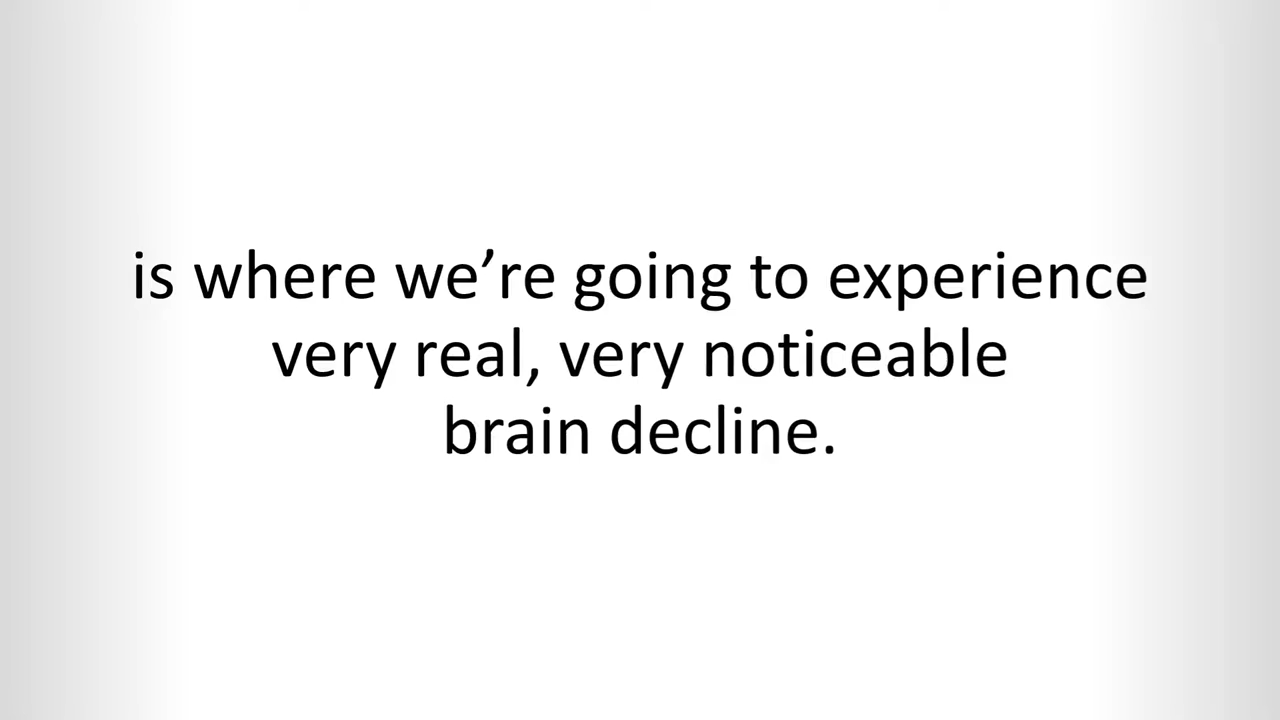 is where we’re going to experience
very real, very noticeable
brain decline.